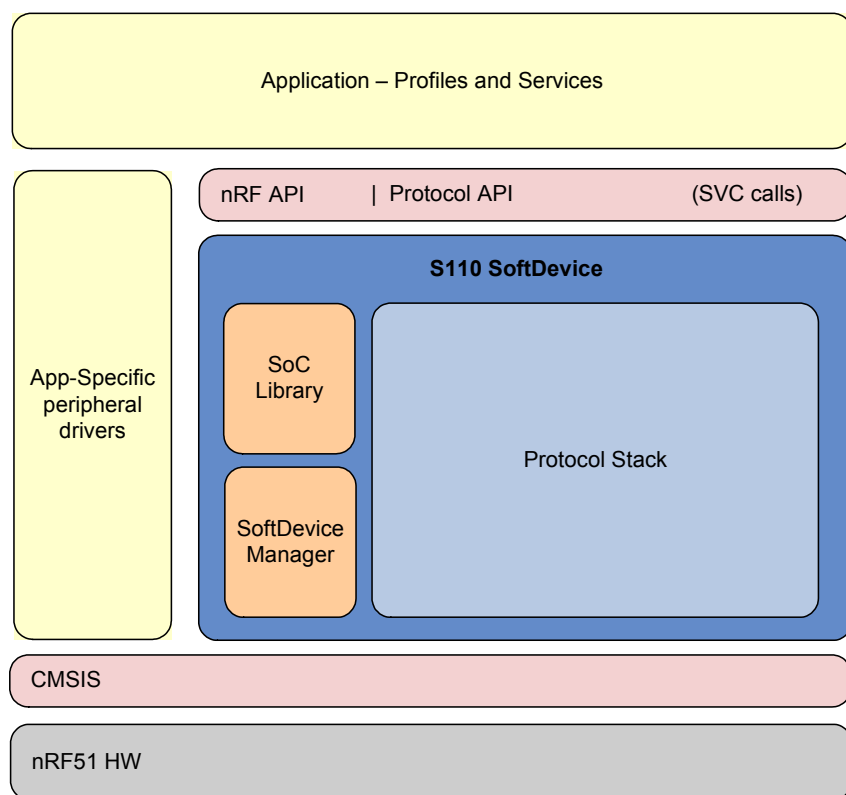 Application – Profiles and Services
nRF API | Protocol API (SVC calls)
S110 SoftDevice
App-Specific
peripheral
drivers
SoC
Library
Protocol Stack
SoftDevice
Manager
CMSIS
nRF51 HW